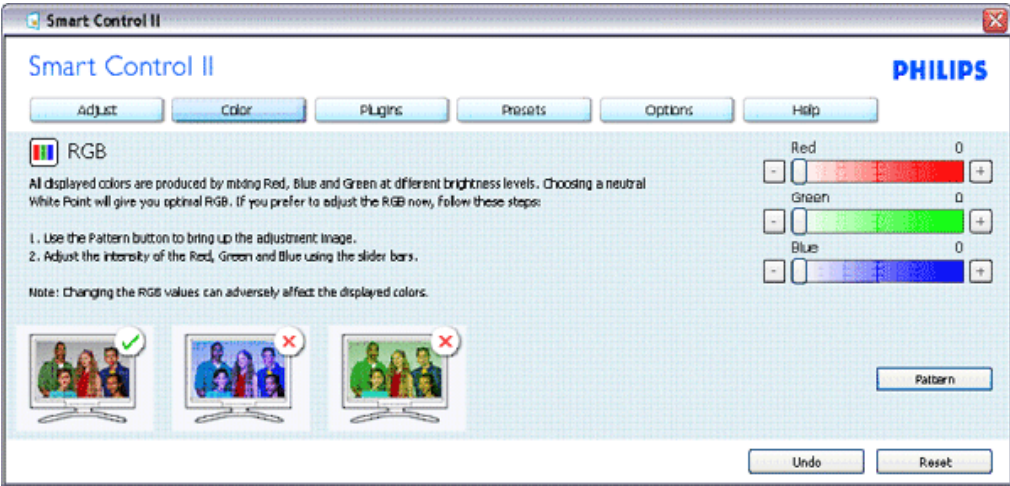 Smart Control II
Smart Control II
PHILIPS
Adjust Color Plugins Presets Options Help
RGB
All displayed colors are produced by mixing Red, Blue and Green at different brightness levels. Choosing a neutral
White Point will give you optimal RGB. If you prefer to adjust the RGB now, follow these steps:
1. Use the Pattern button to bring up the adjustment image.
2. Adjust the intensity of the Red, Green and Blue using the slider bars.
Note: Changing the RGB values can adversely affect the displayed colors.
Red 0
- +
Green 0
- +
Blue 0
- +
Pattern
Undo Reset